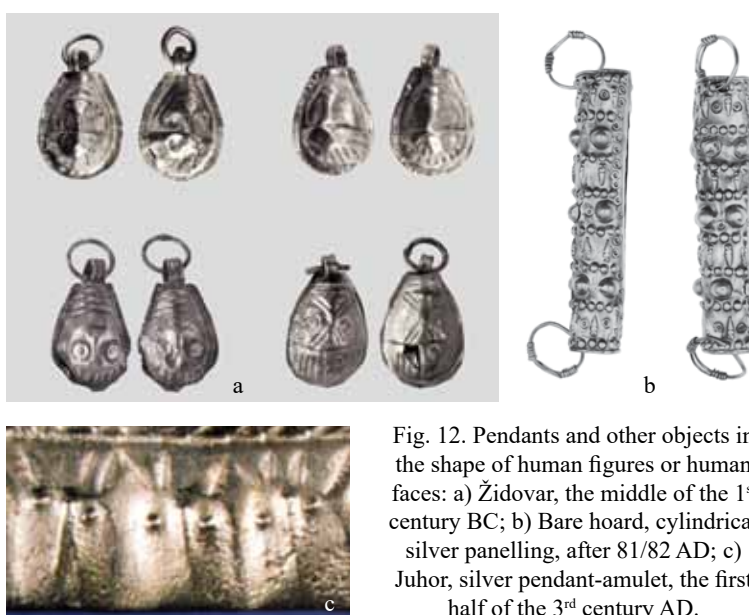 a
b
c
Fig. 12. Pendants and other objects in
the shape of human figures or human
faces: a) Židovar, the middle of the 1
century BC; b) Bare hoard, cylindrica
silver panelling, after 81/82 AD; c)
Juhor, silver pendant-amulet, the first
half of the 3rd century AD.